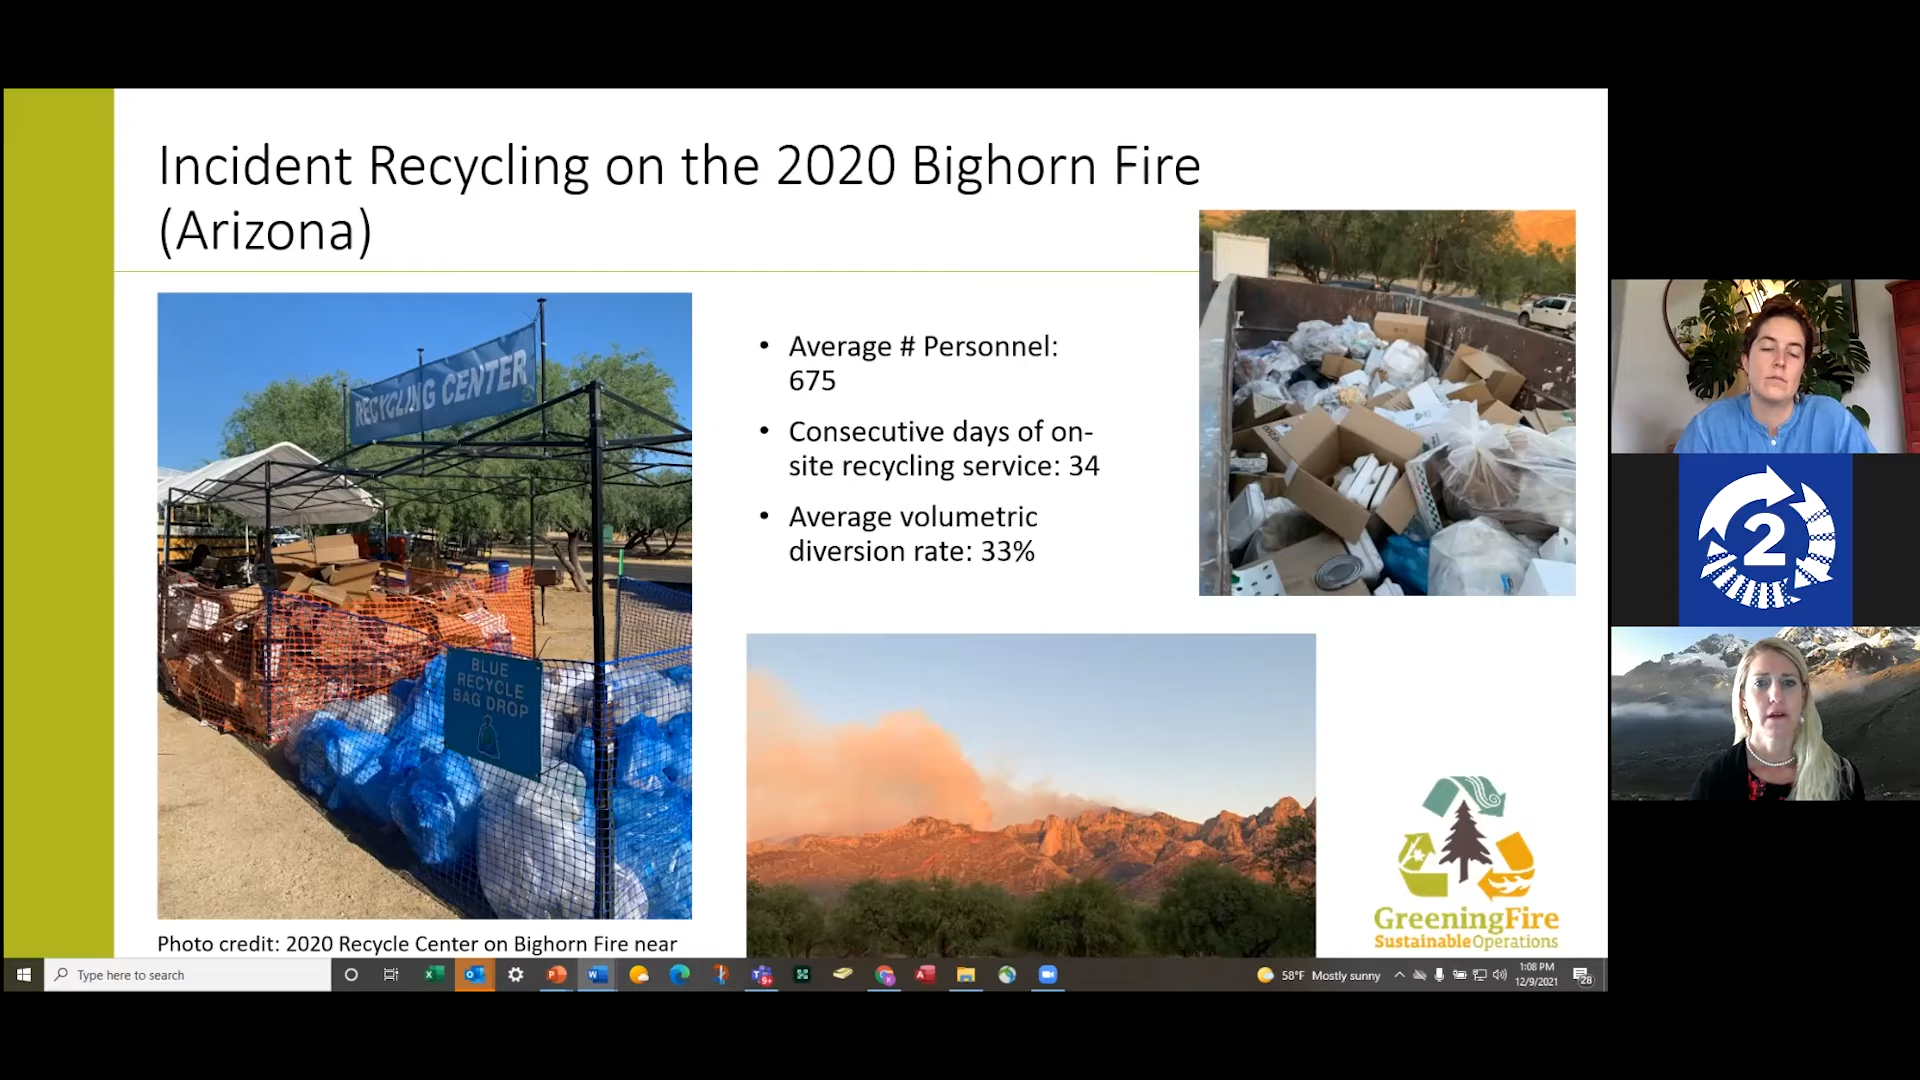 Incident Recycling on the 2020 Bighorn Fire
(Arizona)
RECYCLING CENTER
BLUE
RECYCLE
BAG DROP
Photo credit: 2020 Recycle Center on Bighorn Fire near
• Average # Personnel:
675
• Consecutive days of on-
site recycling service: 34
• Average volumetric
diversion rate: 33%
GreeningFire
SustainableOperations
2
Type here to search
9+
58°F Mostly sunny
1:08 PM
12/9/2021
28